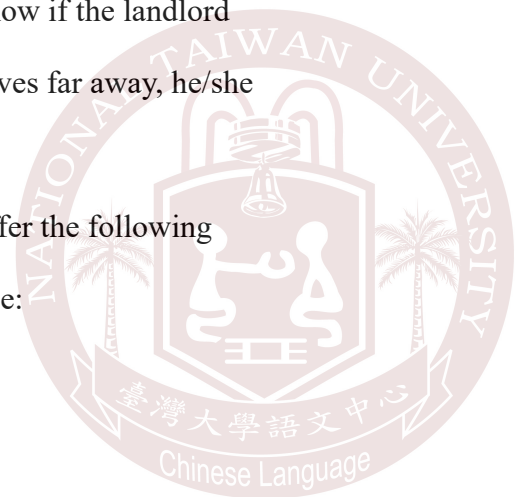 ow if the landlord
ves far away, he/she
fer the following
e:
NATIONAL TAIWAN UNIVERSITY
臺灣大學語文中心
Chinese Language